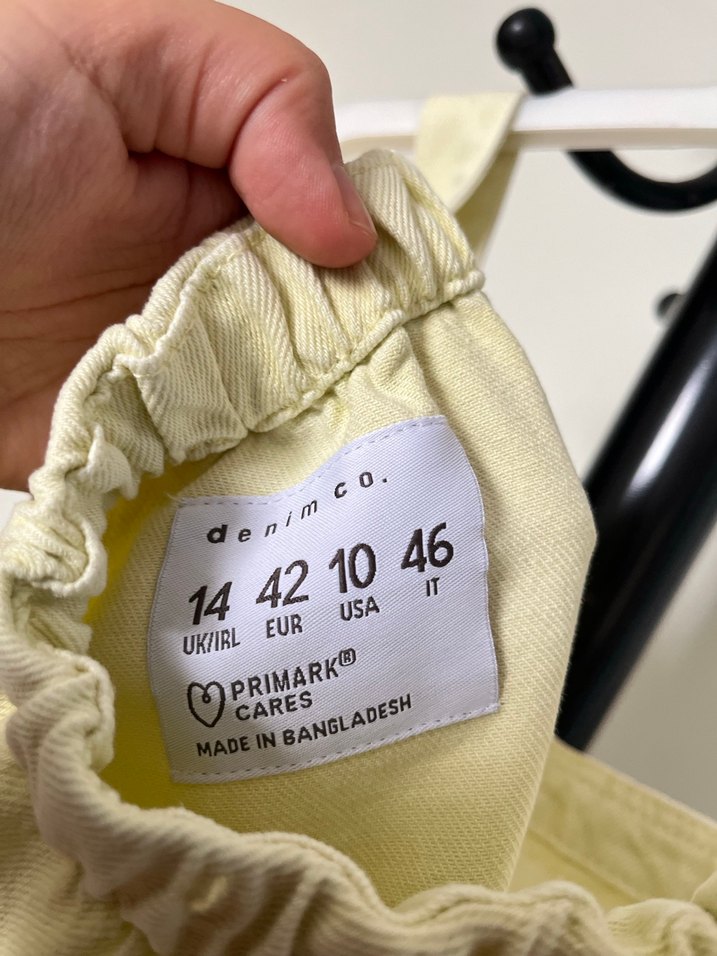 denim co.
14 42 10 46
UK/IRL EUR USA IT
PRIMARK®
CARES
MADE IN BANGLADESH